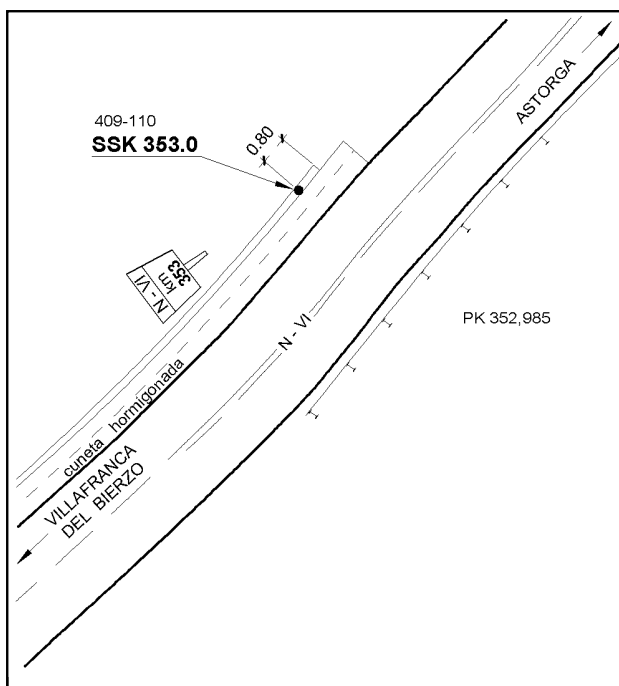 409-110
SSK 353.0
0.80
ASTORGA
N - VI
km
353
PK 352,985
N - VI
cuneta hormigonada
VILLAFRANCA
DEL BIERZO